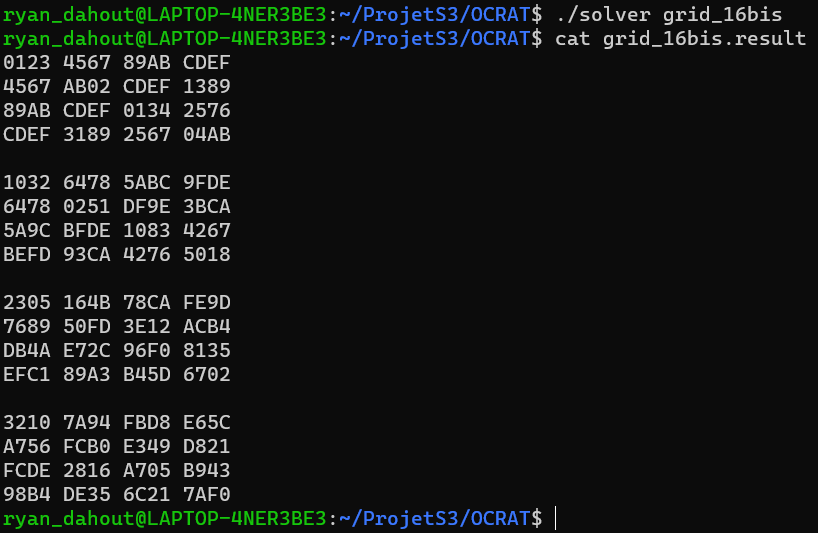 ryan_dahout@LAPTOP-4NER3BE3:~/ProjetS3/OCRAT$ ./solver grid_16bis
ryan_dahout@LAPTOP-4NER3BE3:~/ProjetS3/OCRAT$ cat grid_16bis.result
0123 4567 89AB CDEF
4567 AB02 CDEF 1389
89AB CDEF 0134 2576
CDEF 3189 2567 04AB

1032 6478 5ABC 9FDE
6478 0251 DF9E 3BCA
5A9C BFDE 1083 4267
BEFD 93CA 4276 5018

2305 164B 78CA FE9D
7689 50FD 3E12 ACB4
DB4A E72C 96F0 8135
EFC1 89A3 B45D 6702

3210 7A94 FBD8 E65C
A756 FCB0 E349 D821
FCDE 2816 A705 B943
98B4 DE35 6C21 7AF0
ryan_dahout@LAPTOP-4NER3BE3:~/ProjetS3/OCRAT$